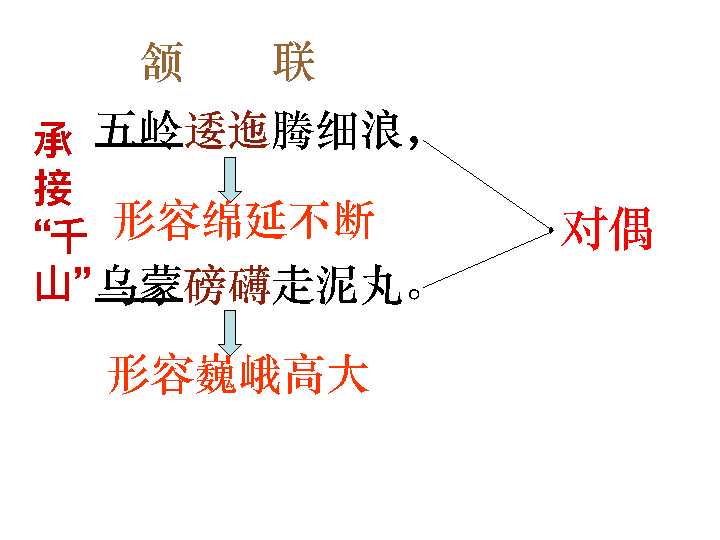 颔 联
承
接
“千
山”
五岭逶迤腾细浪，
形容绵延不断
乌蒙磅礴走泥丸。
形容巍峨高大
对偶